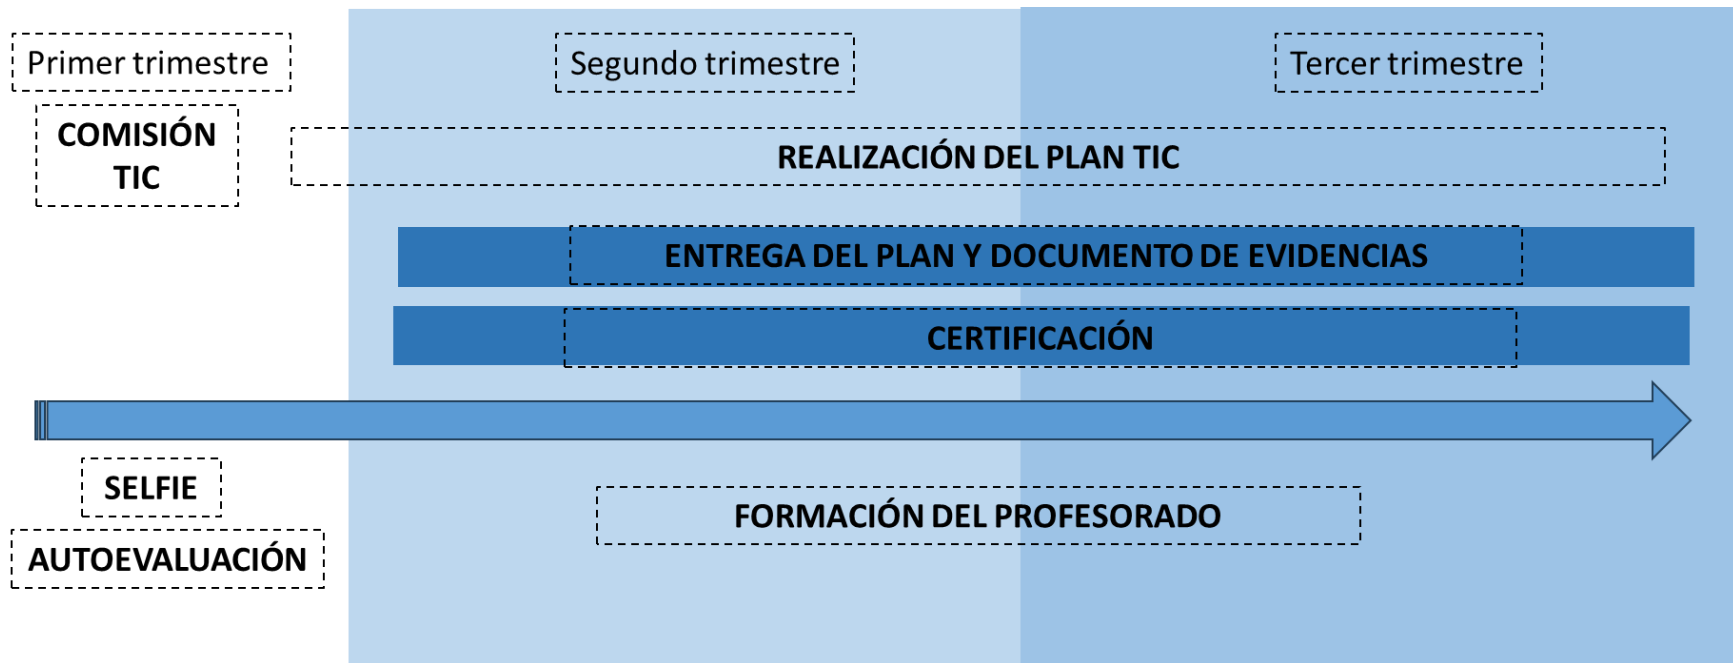 Primer trimestre
Segundo trimestre
Tercer trimestre
COMISIÓN
TIC
REALIZACIÓN DEL PLAN TIC
ENTREGA DEL PLAN Y DOCUMENTO DE EVIDENCIAS
CERTIFICACIÓN
SELFIE
AUTOEVALUACIÓN
FORMACIÓN DEL PROFESORADO